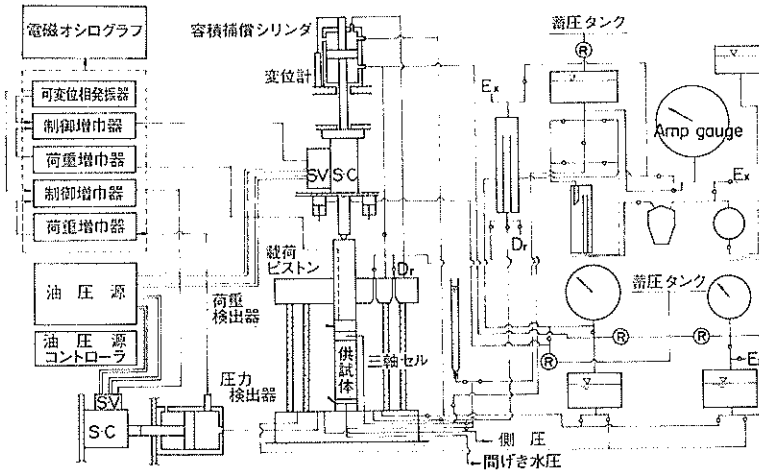 電磁オシログラフ
可変位相発振器
制御増巾器
荷重増巾器
制御増巾器
荷重増巾器
油圧源
油圧源
コントローラ
SV
S・C
容積補償シリンダ
変位計
SV
S・C
載荷
ピストン
荷重
検出器
圧力
検出器
供試体
三軸セル
Dr
側圧
間げき水圧
Ex
Dr
蓄圧タンク
R
Amp gauge
Ex
蓄圧タンク
R
R
R
Ex